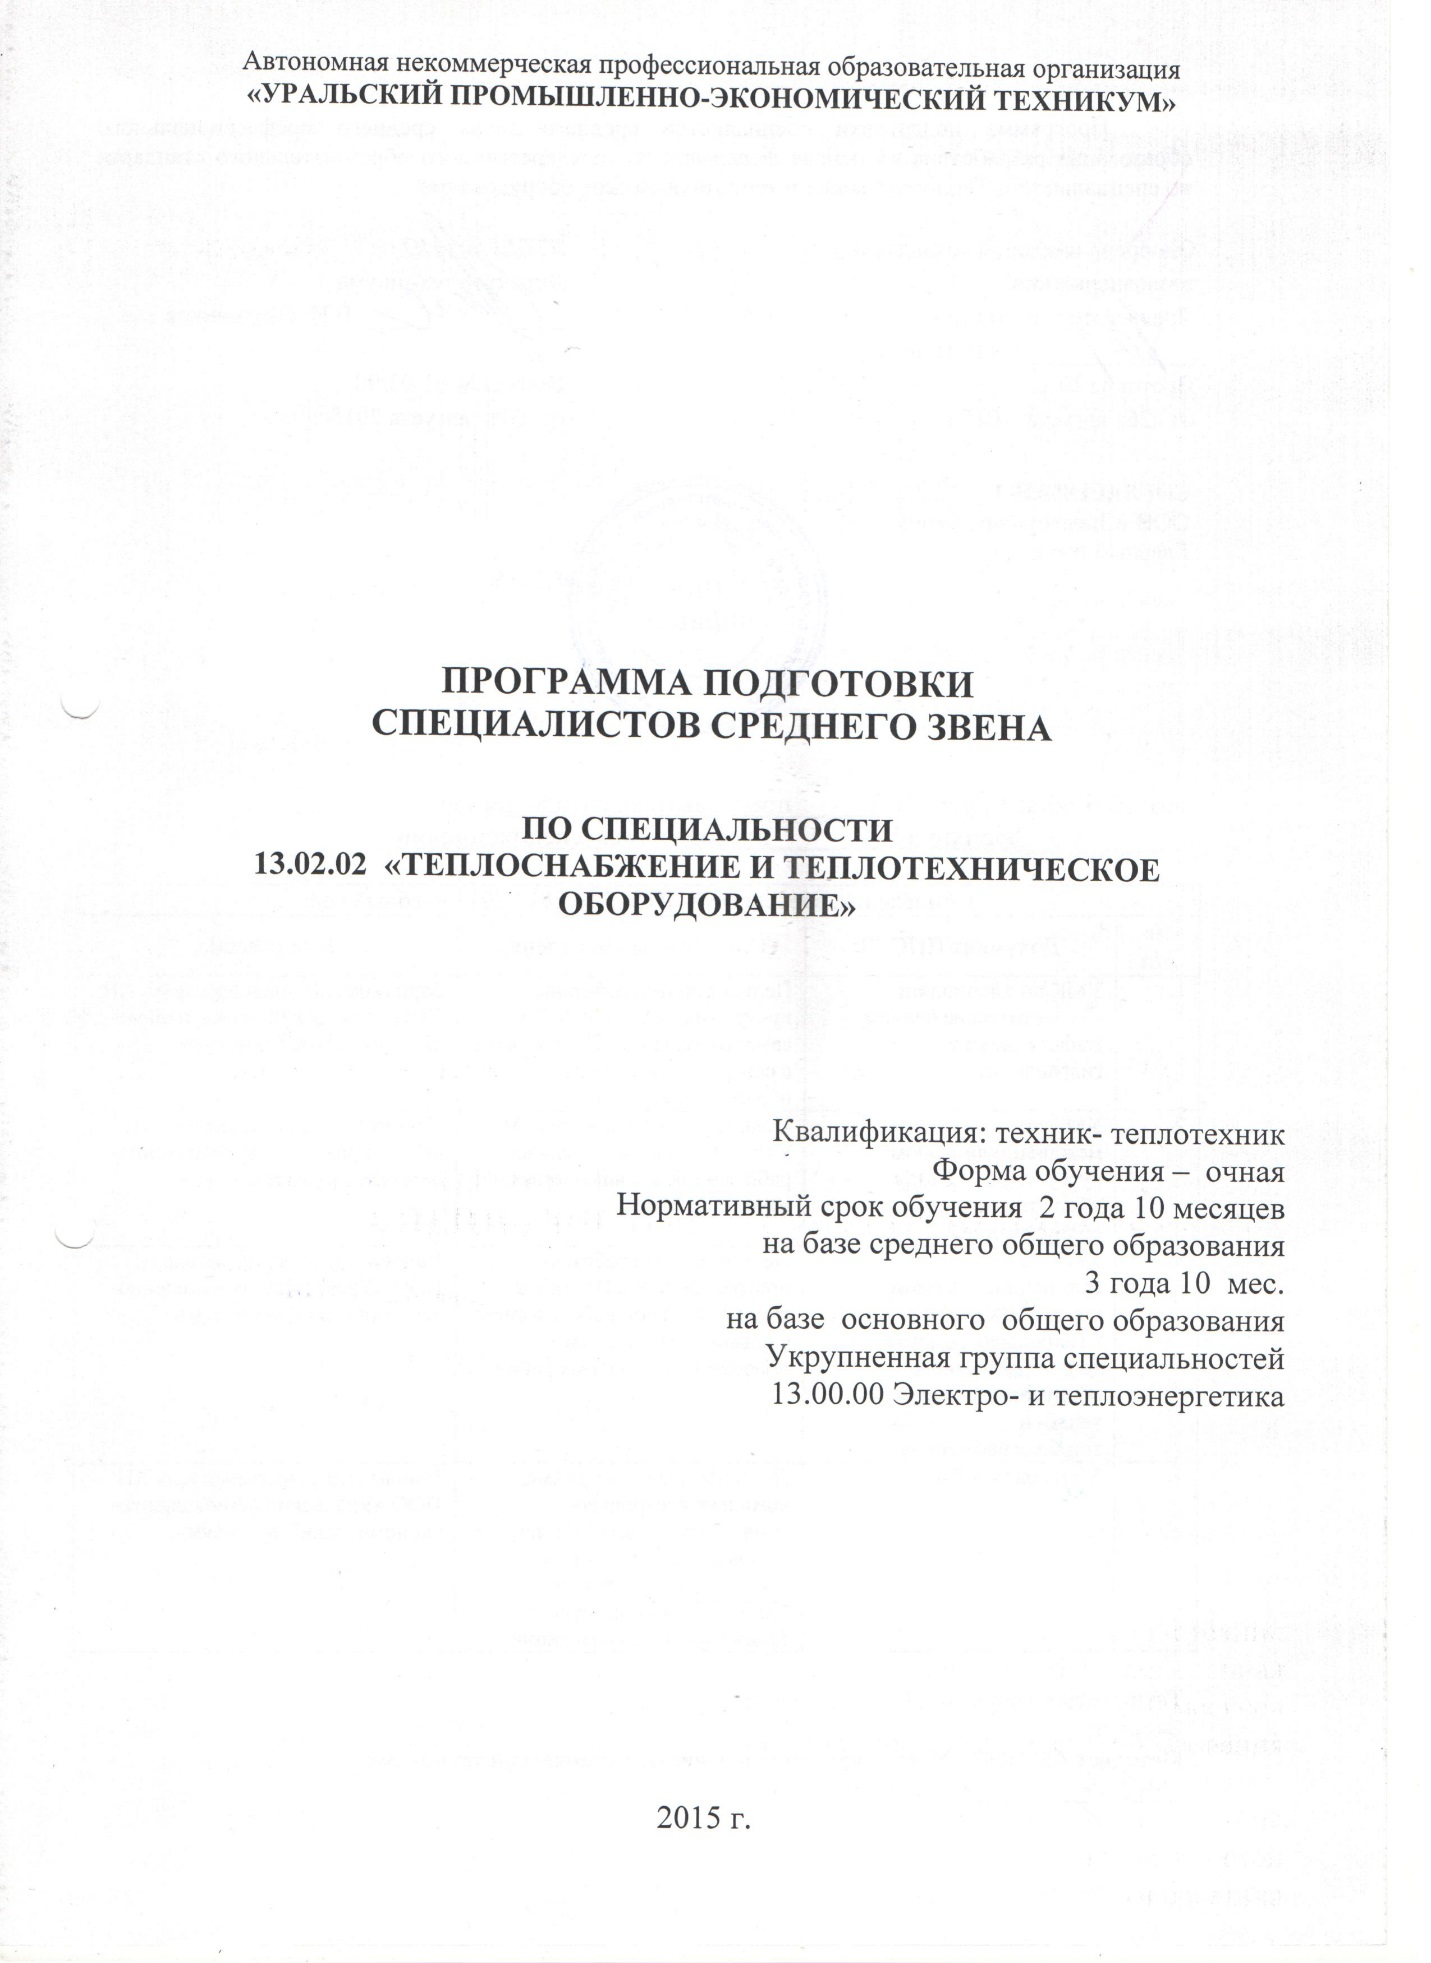 Автономная некоммерческая профессиональная образовательная организация
«УРАЛЬСКИЙ ПРОМЫШЛЕННО-ЭКОНОМИЧЕСКИЙ ТЕХНИКУМ»
ПРОГРАММА ПОДГОТОВКИ
СПЕЦИАЛИСТОВ СРЕДНЕГО ЗВЕНА
ПО СПЕЦИАЛЬНОСТИ
13.02.02 «ТЕПЛОСНАБЖЕНИЕ И ТЕПЛОТЕХНИЧЕСКОЕ
ОБОРУДОВАНИЕ»
Квалификация: техник- теплотехник
Форма обучения – очная
Нормативный срок обучения 2 года 10 месяцев
на базе среднего общего образования
3 года 10 мес.
на базе основного общего образования
Укрупненная группа специальностей
13.00.00 Электро- и теплоэнергетика
2015 г.